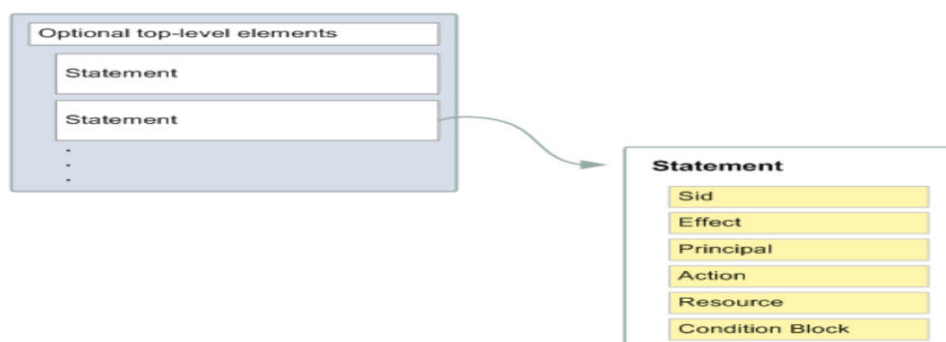 Optional top-level elements
Statement
Statement
.
.
.
Statement
Sid
Effect
Principal
Action
Resource
Condition Block